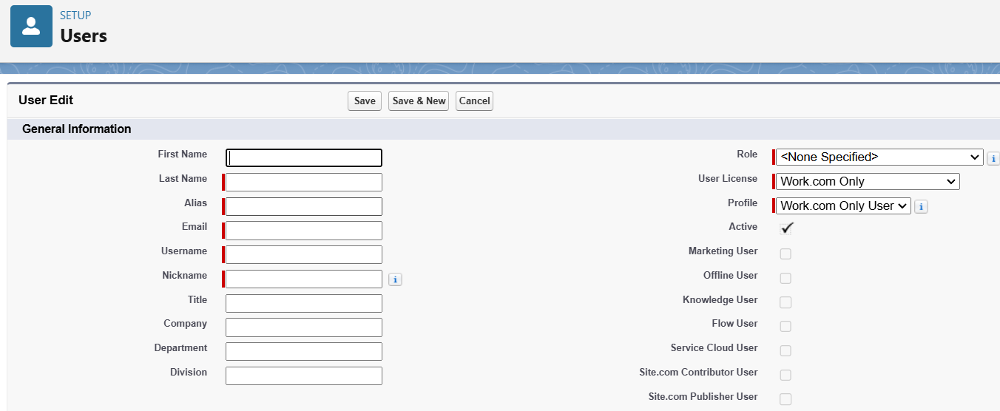 SETUP
Users
User Edit
Save
Save & New
Cancel
General Information
First Name
Last Name
Alias
Email
Username
Nickname
i
Title
Company
Department
Division
Role
<None Specified>
i
User License
Work.com Only
Profile
Work.com Only User
i
Active
Marketing User
Offline User
Knowledge User
Flow User
Service Cloud User
Site.com Contributor User
Site.com Publisher User